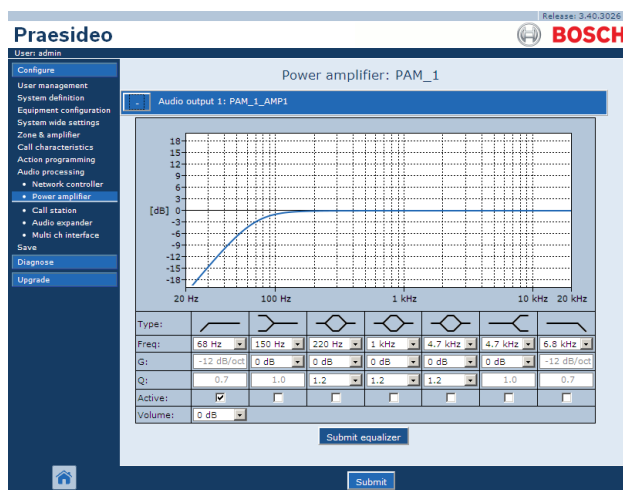 Release: 3.40.3026
Praesideo
BOSCH
User: admin
Configure
User management
System definition
Equipment configuration
System wide settings
Zone & amplifier
Call characteristics
Action programming
Audio processing
• Network controller
• Power amplifier
• Call station
• Audio expander
• Multi ch interface
Save
Diagnose
Upgrade
Power amplifier: PAM_1
- Audio output 1: PAM_1_AMP1
18
15
12
9
6
3
[dB] 0
-3
-6
-9
-12
-15
-18
20 Hz 100 Hz 1 kHz 10 kHz 20 kHz
Type:
Freq: 68 Hz 150 Hz 220 Hz 1 kHz 4.7 kHz 4.7 kHz 6.8 kHz
G: -12 dB/oct 0 dB 0 dB 0 dB 0 dB 0 dB -12 dB/oct
Q: 0.7 1.0 1.2 1.2 1.2 1.0 0.7
Active:
Volume: 0 dB
Submit equalizer
Submit